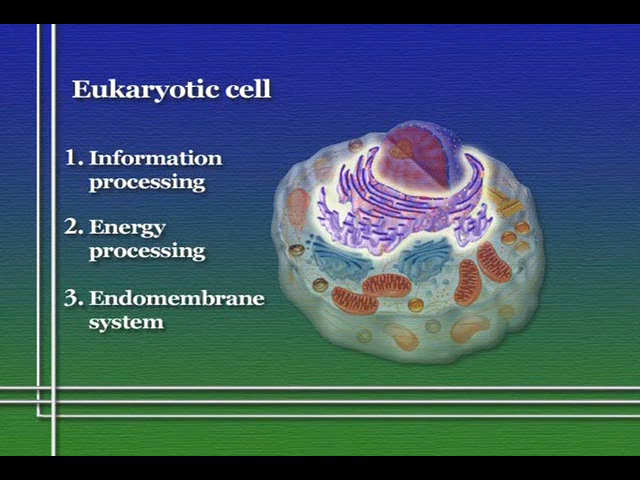 Eukaryotic cell
1. Information
processing
2. Energy
processing
3. Endomembrane
system